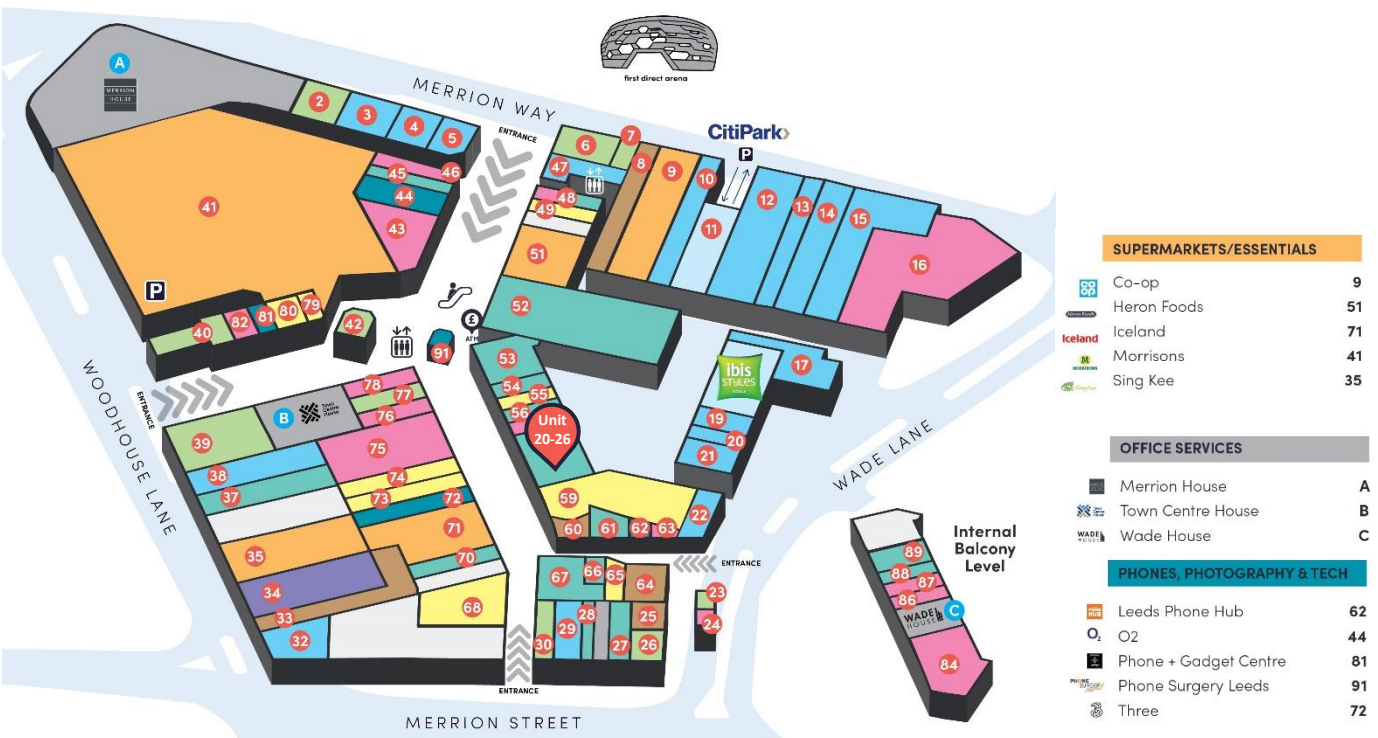 first direct arena
A
MERRION
HOUSE
MERRION WAY
ENTRANCE
CitiPark
P
2
3
4
5
6
7
8
9
10
11
12
13
14
15
16
47
48
49
51
52
46
45
44
43
41
P
40
82
81
80
79
42
91
£
ATM
ibis
STYLES
HOTELS
17
19
20
21
WADE LANE
WOODHOUSE LANE
ENTRANCE
B
Town
Centre
House
39
38
37
35
34
33
32
78
77
76
75
74
73
72
71
70
68
53
54
55
56
Unit
20-26
59
60
61
62
63
22
ENTRANCE
67
66
65
64
30
29
28
27
25
26
23
24
ENTRANCE
MERRION STREET
Internal
Balcony
Level
89
88
87
86
WADE
HOUSE
C
84
SUPERMARKETS/ESSENTIALS
Co-op 9
Heron Foods 51
Iceland 71
Morrisons 41
Sing Kee 35
OFFICE SERVICES
Merrion House A
Town Centre House B
Wade House C
PHONES, PHOTOGRAPHY & TECH
Leeds Phone Hub 62
O2 44
Phone + Gadget Centre 81
Phone Surgery Leeds 91
Three 72